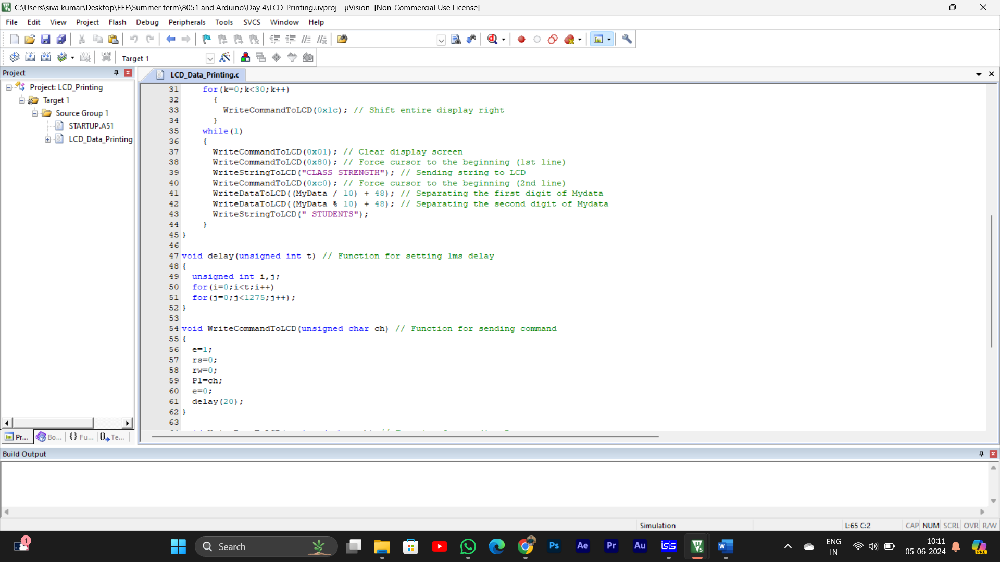 C:\Users\siva kumar\Desktop\EEE\Summer term\8051 and Arduino\Day 4\LCD_Printing.uvproj - µVision [Non-Commercial Use License]
File Edit View Project Flash Debug Peripherals Tools SVCS Window Help
LOAD Target 1
Project
LCD_Data_Printing.c
Project: LCD_Printing
Target 1
Source Group 1
STARTUP.A51
LCD_Data_Printing
31 for(k=0;k<30;k++)
32 {
33 WriteCommandToLCD(0x1c); // Shift entire display right
34 }
35 while(1)
36 {
37 WriteCommandToLCD(0x01); // Clear display screen
38 WriteCommandToLCD(0x80); // Force cursor to the beginning (1st line)
39 WriteStringToLCD("CLASS STRENGTH"); // Sending string to LCD
40 WriteCommandToLCD(0xc0); // Force cursor to the beginning (2nd line)
41 WriteDataToLCD((MyData / 10) + 48); // Separating the first digit of Mydata
42 WriteDataToLCD((MyData % 10) + 48); // Separating the second digit of Mydata
43 WriteStringToLCD(" STUDENTS");
44 }
45 }
46
47 void delay(unsigned int t) // Function for setting 1ms delay
48 {
49 unsigned int i,j;
50 for(i=0;i<t;i++)
51 for(j=0;j<1275;j++);
52 }
53
54 void WriteCommandToLCD(unsigned char ch) // Function for sending command
55 {
56 e=1;
57 rs=0;
58 rw=0;
59 P1=ch;
60 e=0;
61 delay(20);
62 }
63
Pr... Bo... {} Fu... Te...
Build Output
Simulation L:65 C:2 CAP NUM SCRL OVR R/W
1 Search Ps Ae Pr Au isis ENG IN 10:11 05-06-2024 PRE